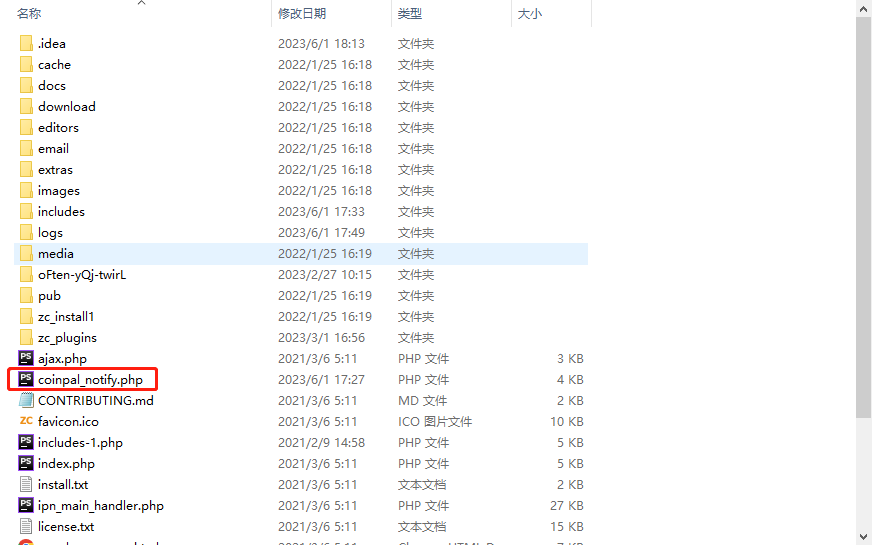 名称 修改日期 类型 大小
.idea 2023/6/1 18:13 文件夹
cache 2022/1/25 16:18 文件夹
docs 2022/1/25 16:18 文件夹
download 2022/1/25 16:18 文件夹
editors 2022/1/25 16:18 文件夹
email 2022/1/25 16:18 文件夹
extras 2022/1/25 16:18 文件夹
images 2022/1/25 16:18 文件夹
includes 2023/6/1 17:33 文件夹
logs 2023/6/1 17:49 文件夹
media 2022/1/25 16:19 文件夹
oFten-yQj-twirL 2023/2/27 10:15 文件夹
pub 2022/1/25 16:19 文件夹
zc_install1 2022/1/25 16:19 文件夹
zc_plugins 2023/3/1 16:56 文件夹
PS ajax.php 2021/3/6 5:11 PHP 文件 3 KB
PS coinpal_notify.php 2023/6/1 17:27 PHP 文件 4 KB
CONTRIBUTING.md 2021/3/6 5:11 MD 文件 2 KB
ZC favicon.ico 2021/3/6 5:11 ICO 图片文件 10 KB
PS includes-1.php 2021/2/9 14:58 PHP 文件 5 KB
PS index.php 2021/3/6 5:11 PHP 文件 5 KB
install.txt 2021/3/6 5:11 文本文档 2 KB
PS ipn_main_handler.php 2021/3/6 5:11 PHP 文件 27 KB
license.txt 2021/3/6 5:11 文本文档 15 KB